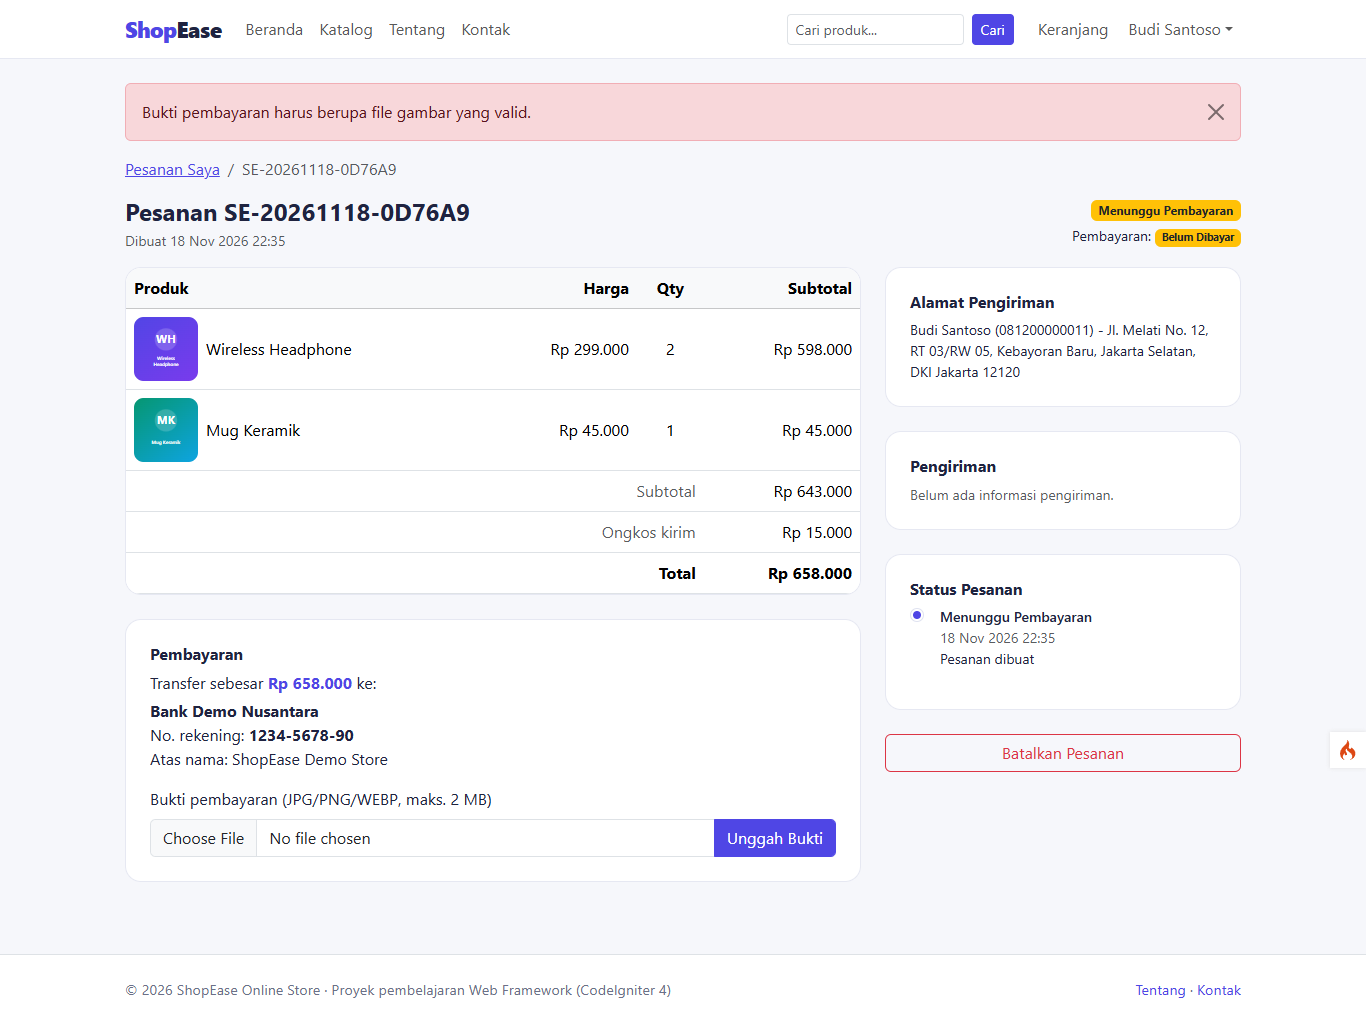 ShopEase
Beranda
Katalog
Tentang
Kontak
Cari produk...
Cari
Keranjang
Budi Santoso
Bukti pembayaran harus berupa file gambar yang valid.
Pesanan Saya / SE-20261118-0D76A9
Pesanan SE-20261118-0D76A9
Dibuat 18 Nov 2026 22:35
Menunggu Pembayaran
Pembayaran: Belum Dibayar
Produk Harga Qty Subtotal
WH
Wireless
Headphone
Wireless Headphone Rp 299.000 2 Rp 598.000
MK
Mug Keramik
Mug Keramik Rp 45.000 1 Rp 45.000
Subtotal Rp 643.000
Ongkos kirim Rp 15.000
Total Rp 658.000
Pembayaran
Transfer sebesar Rp 658.000 ke:
Bank Demo Nusantara
No. rekening: 1234-5678-90
Atas nama: ShopEase Demo Store
Bukti pembayaran (JPG/PNG/WEBP, maks. 2 MB)
Choose File No file chosen Unggah Bukti
Alamat Pengiriman
Budi Santoso (081200000011) - Jl. Melati No. 12,
RT 03/RW 05, Kebayoran Baru, Jakarta Selatan,
DKI Jakarta 12120
Pengiriman
Belum ada informasi pengiriman.
Status Pesanan
Menunggu Pembayaran
18 Nov 2026 22:35
Pesanan dibuat
Batalkan Pesanan
© 2026 ShopEase Online Store · Proyek pembelajaran Web Framework (CodeIgniter 4)
Tentang · Kontak